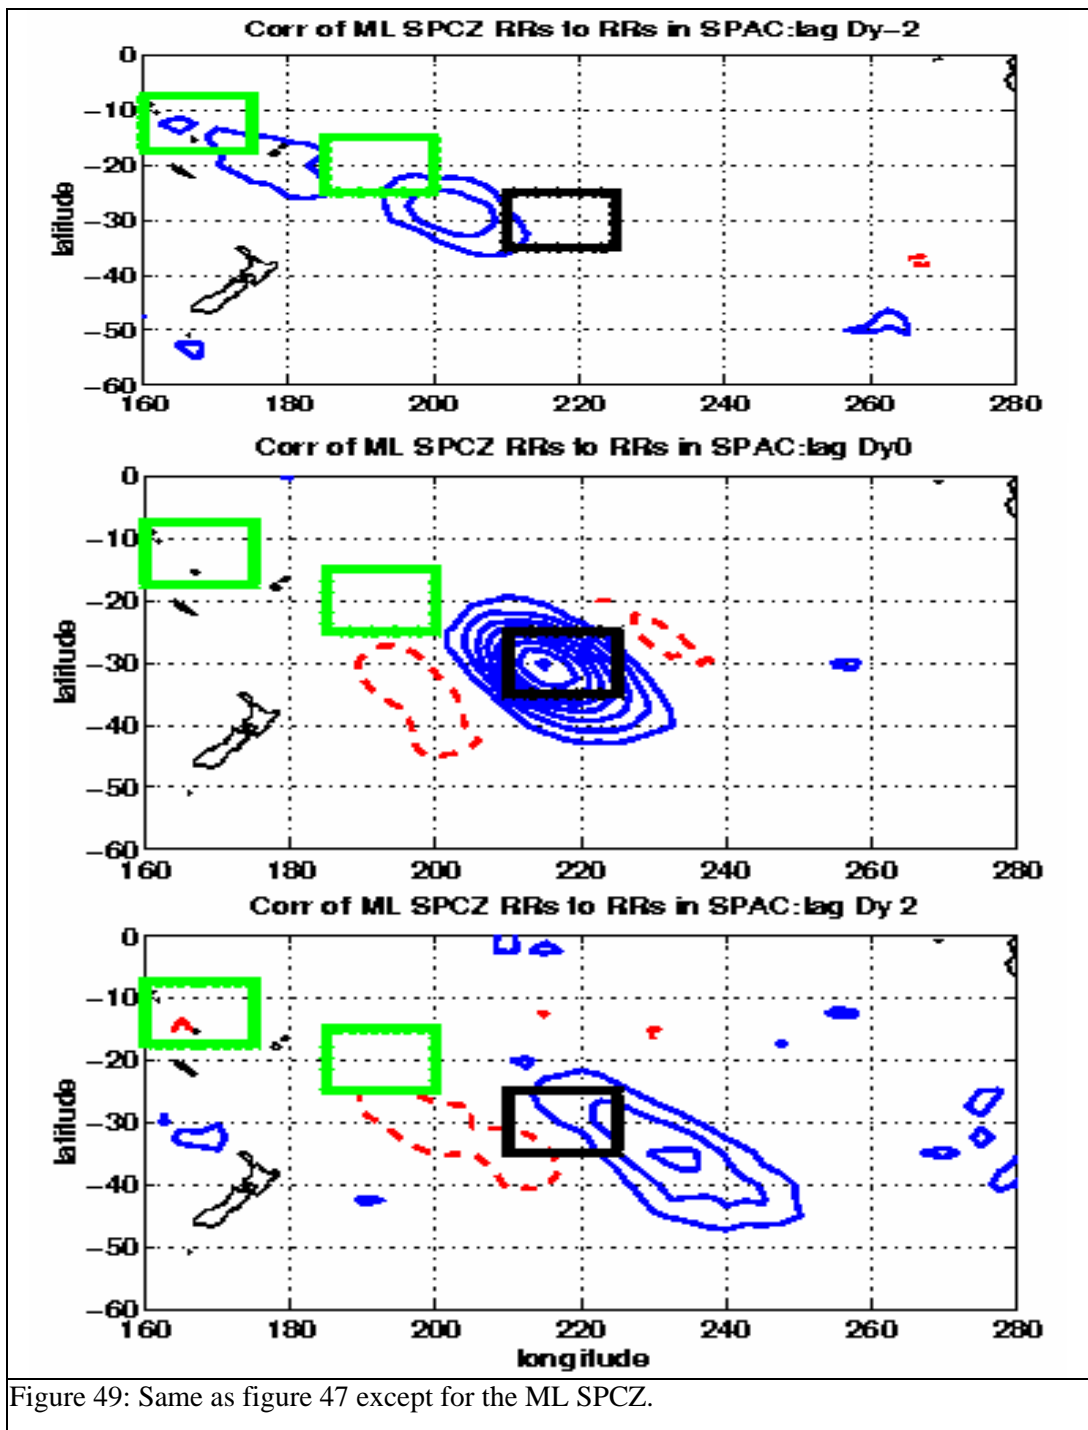 Corr of ML SPCZ RRs to RRs in SPAC:lag Dy−2
0
−10
−20
−30
−40
−50
−60
latitude
160 180 200 220 240 260 280
Corr of ML SPCZ RRs to RRs in SPAC:lag Dy0
0
−10
−20
−30
−40
−50
−60
latitude
160 180 200 220 240 260 280
Corr of ML SPCZ RRs to RRs in SPAC:lag Dy 2
0
−10
−20
−30
−40
−50
−60
latitude
160 180 200 220 240 260 280
longitude
Figure 49: Same as figure 47 except for the ML SPCZ.